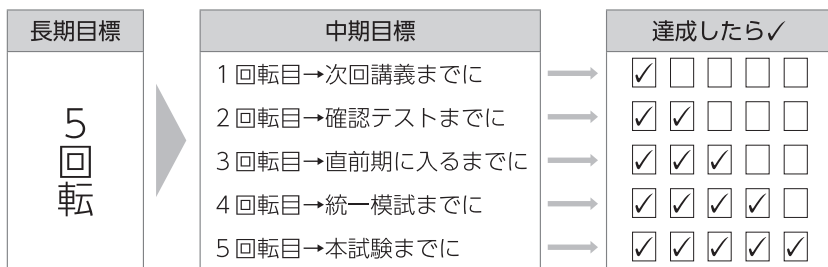 長期目標
中期目標
達成したら✓
5回転
1回転目→次回講義までに
2回転目→確認テストまでに
3回転目→直前期に入るまでに
4回転目→統一模試までに
5回転目→本試験までに